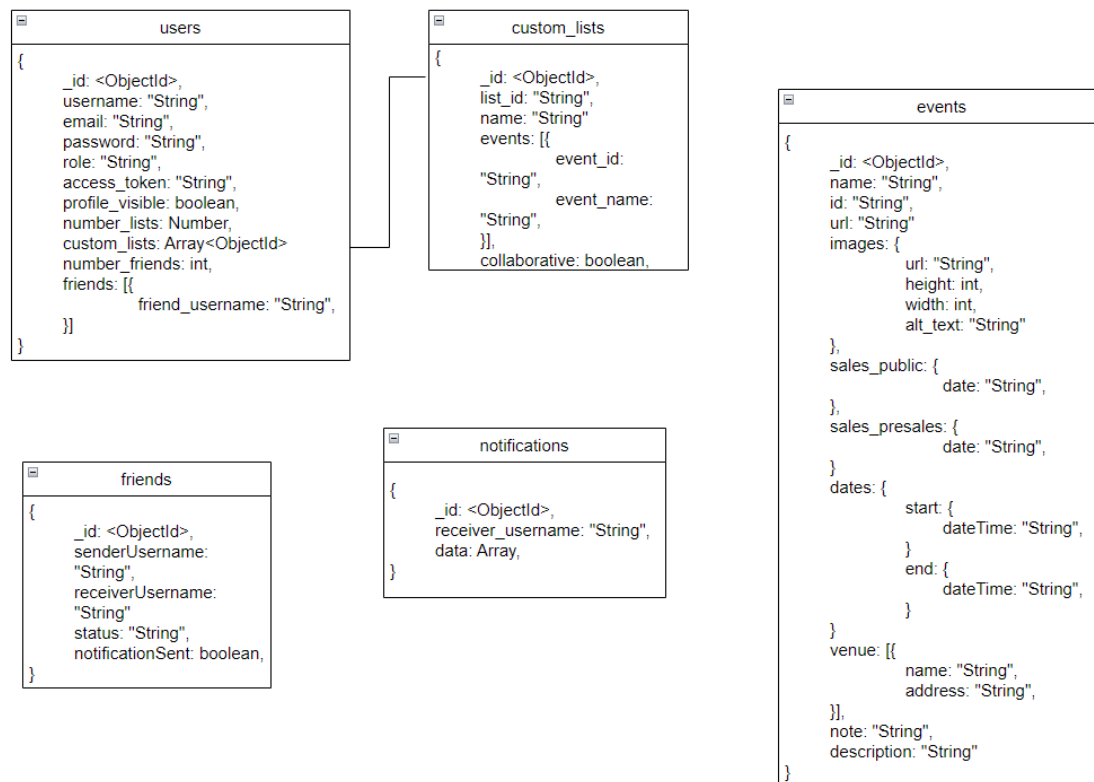 users
{
_id: <ObjectId>,
username: "String",
email: "String",
password: "String",
role: "String",
access_token: "String",
profile_visible: boolean,
number_lists: Number,
custom_lists: Array<ObjectId>
number_friends: int,
friends: [{
friend_username: "String",
}]
}
custom_lists
{
_id: <ObjectId>,
list_id: "String",
name: "String"
events: [{
event_id:
"String",
event_name:
"String",
}],
collaborative: boolean,
events
{
_id: <ObjectId>,
name: "String",
id: "String",
url: "String"
images: {
url: "String",
height: int,
width: int,
alt_text: "String"
},
sales_public: {
date: "String",
},
sales_presales: {
date: "String",
}
dates: {
start: {
dateTime: "String",
}
end: {
dateTime: "String",
}
}
venue: [{
name: "String",
address: "String",
}],
note: "String",
description: "String"
}
friends
{
_id: <ObjectId>,
senderUsername:
"String",
receiverUsername:
"String"
status: "String",
notificationSent: boolean,
}
notifications
{
_id: <ObjectId>,
receiver_username: "String",
data: Array,
}